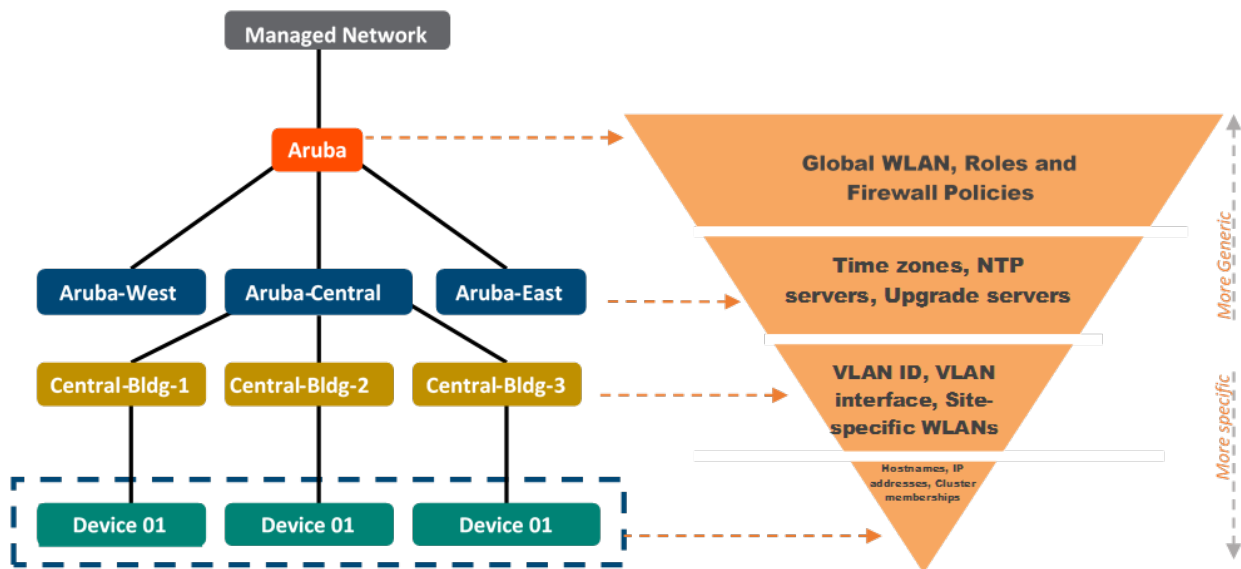 Managed Network
Aruba
Global WLAN, Roles and
Firewall Policies
Aruba-West
Aruba-Central
Aruba-East
Time zones, NTP
servers, Upgrade servers
Central-Bldg-1
Central-Bldg-2
Central-Bldg-3
VLAN ID, VLAN
interface, Site-
specific WLANs
Hostnames, IP
addresses, Cluster
memberships
Device 01
Device 01
Device 01
More Generic
More specific